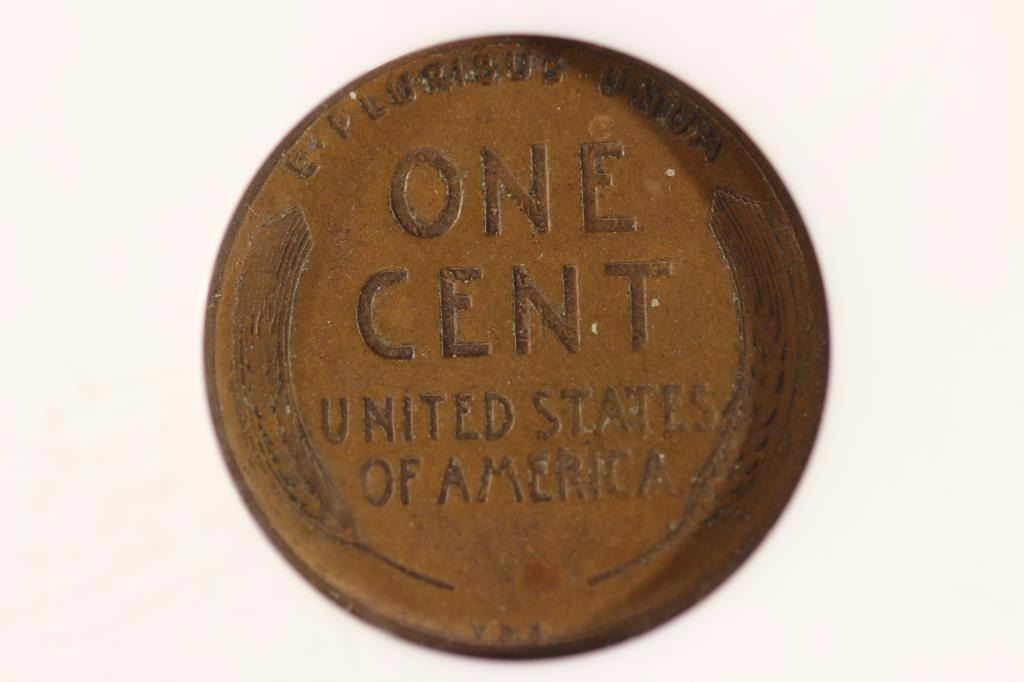 E·PLURIBUS·UNUM
ONE
CENT
UNITED STATES
OF AMERICA
VDB